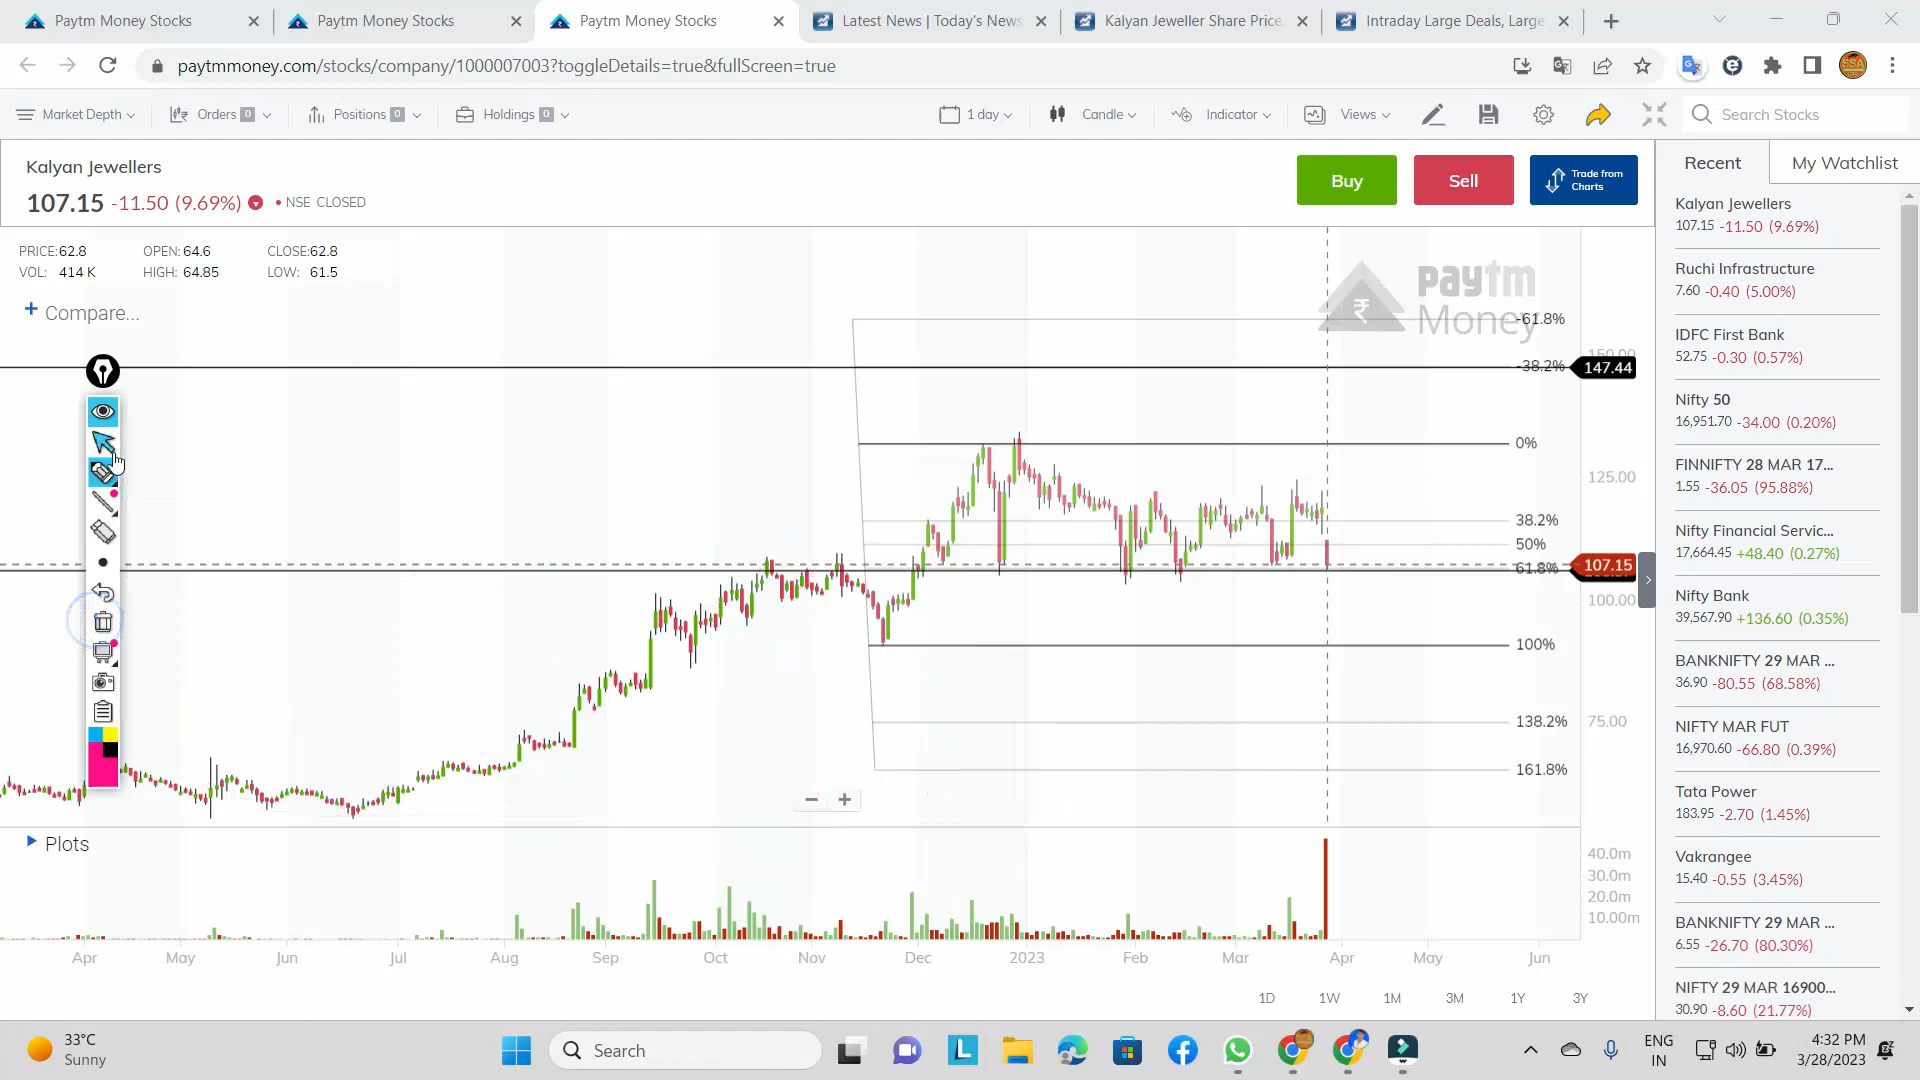 Paytm Money Stocks
Paytm Money Stocks
Paytm Money Stocks
Latest News | Today's News
Kalyan Jeweller Share Price
Intraday Large Deals, Large
paytmmoney.com/stocks/company/1000007003?toggleDetails=true&fullScreen=true
SSA
Market Depth
Orders 0
Positions 0
Holdings 0
1 day
Candle
Indicator
Views
Search Stocks
Kalyan Jewellers
107.15 -11.50 (9.69%) • NSE CLOSED
Buy
Sell
Trade from
Charts
PRICE:62.8 OPEN: 64.6 CLOSE:62.8
VOL: 414 K HIGH: 64.85 LOW: 61.5
+ Compare...
paytm
Money
-61.8%
150.00
-38.2%
147.44
0%
125.00
38.2%
50%
61.8%
107.15
100.00
100%
138.2%
75.00
161.8%
− +
Plots
40.0m
30.0m
20.0m
10.00m
Apr May Jun Jul Aug Sep Oct Nov Dec 2023 Feb Mar Apr May Jun
1D 1W 1M 3M 1Y 3Y
Recent
My Watchlist
Kalyan Jewellers
107.15 -11.50 (9.69%)
Ruchi Infrastructure
7.60 -0.40 (5.00%)
IDFC First Bank
52.75 -0.30 (0.57%)
Nifty 50
16,951.70 -34.00 (0.20%)
FINNIFTY 28 MAR 17...
1.55 -36.05 (95.88%)
Nifty Financial Servic...
17,664.45 +48.40 (0.27%)
Nifty Bank
39,567.90 +136.60 (0.35%)
BANKNIFTY 29 MAR ...
36.90 -80.55 (68.58%)
NIFTY MAR FUT
16,970.60 -66.80 (0.39%)
Tata Power
183.95 -2.70 (1.45%)
Vakrangee
15.40 -0.55 (3.45%)
BANKNIFTY 29 MAR ...
6.55 -26.70 (80.30%)
NIFTY 29 MAR 16900...
30.90 -8.60 (21.77%)
33°C
Sunny
Search
ENG
IN
4:32 PM
3/28/2023